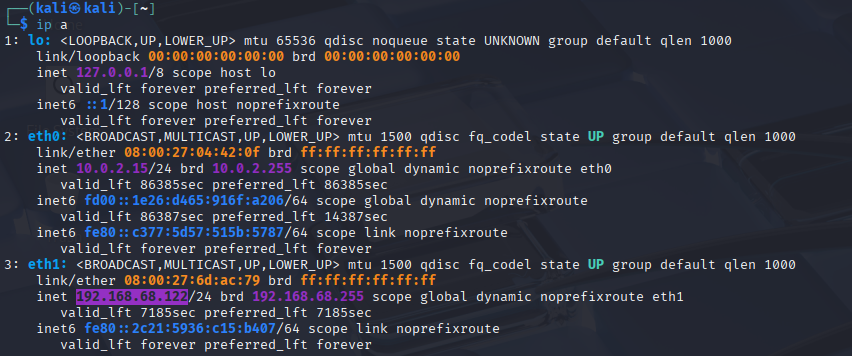 ┌──(kali㉿kali)-[~]
└─$ ip a
1: lo: <LOOPBACK,UP,LOWER_UP> mtu 65536 qdisc noqueue state UNKNOWN group default qlen 1000
link/loopback 00:00:00:00:00:00 brd 00:00:00:00:00:00
inet 127.0.0.1/8 scope host lo
valid_lft forever preferred_lft forever
inet6 ::1/128 scope host noprefixroute
valid_lft forever preferred_lft forever
2: eth0: <BROADCAST,MULTICAST,UP,LOWER_UP> mtu 1500 qdisc fq_codel state UP group default qlen 1000
link/ether 08:00:27:04:42:0f brd ff:ff:ff:ff:ff:ff
inet 10.0.2.15/24 brd 10.0.2.255 scope global dynamic noprefixroute eth0
valid_lft 86385sec preferred_lft 86385sec
inet6 fd00::1e26:d465:916f:a206/64 scope global dynamic noprefixroute
valid_lft 86387sec preferred_lft 14387sec
inet6 fe80::c377:5d57:515b:5787/64 scope link noprefixroute
valid_lft forever preferred_lft forever
3: eth1: <BROADCAST,MULTICAST,UP,LOWER_UP> mtu 1500 qdisc fq_codel state UP group default qlen 1000
link/ether 08:00:27:6d:ac:79 brd ff:ff:ff:ff:ff:ff
inet 192.168.68.122/24 brd 192.168.68.255 scope global dynamic noprefixroute eth1
valid_lft 7185sec preferred_lft 7185sec
inet6 fe80::2c21:5936:c15:b407/64 scope link noprefixroute
valid_lft forever preferred_lft forever